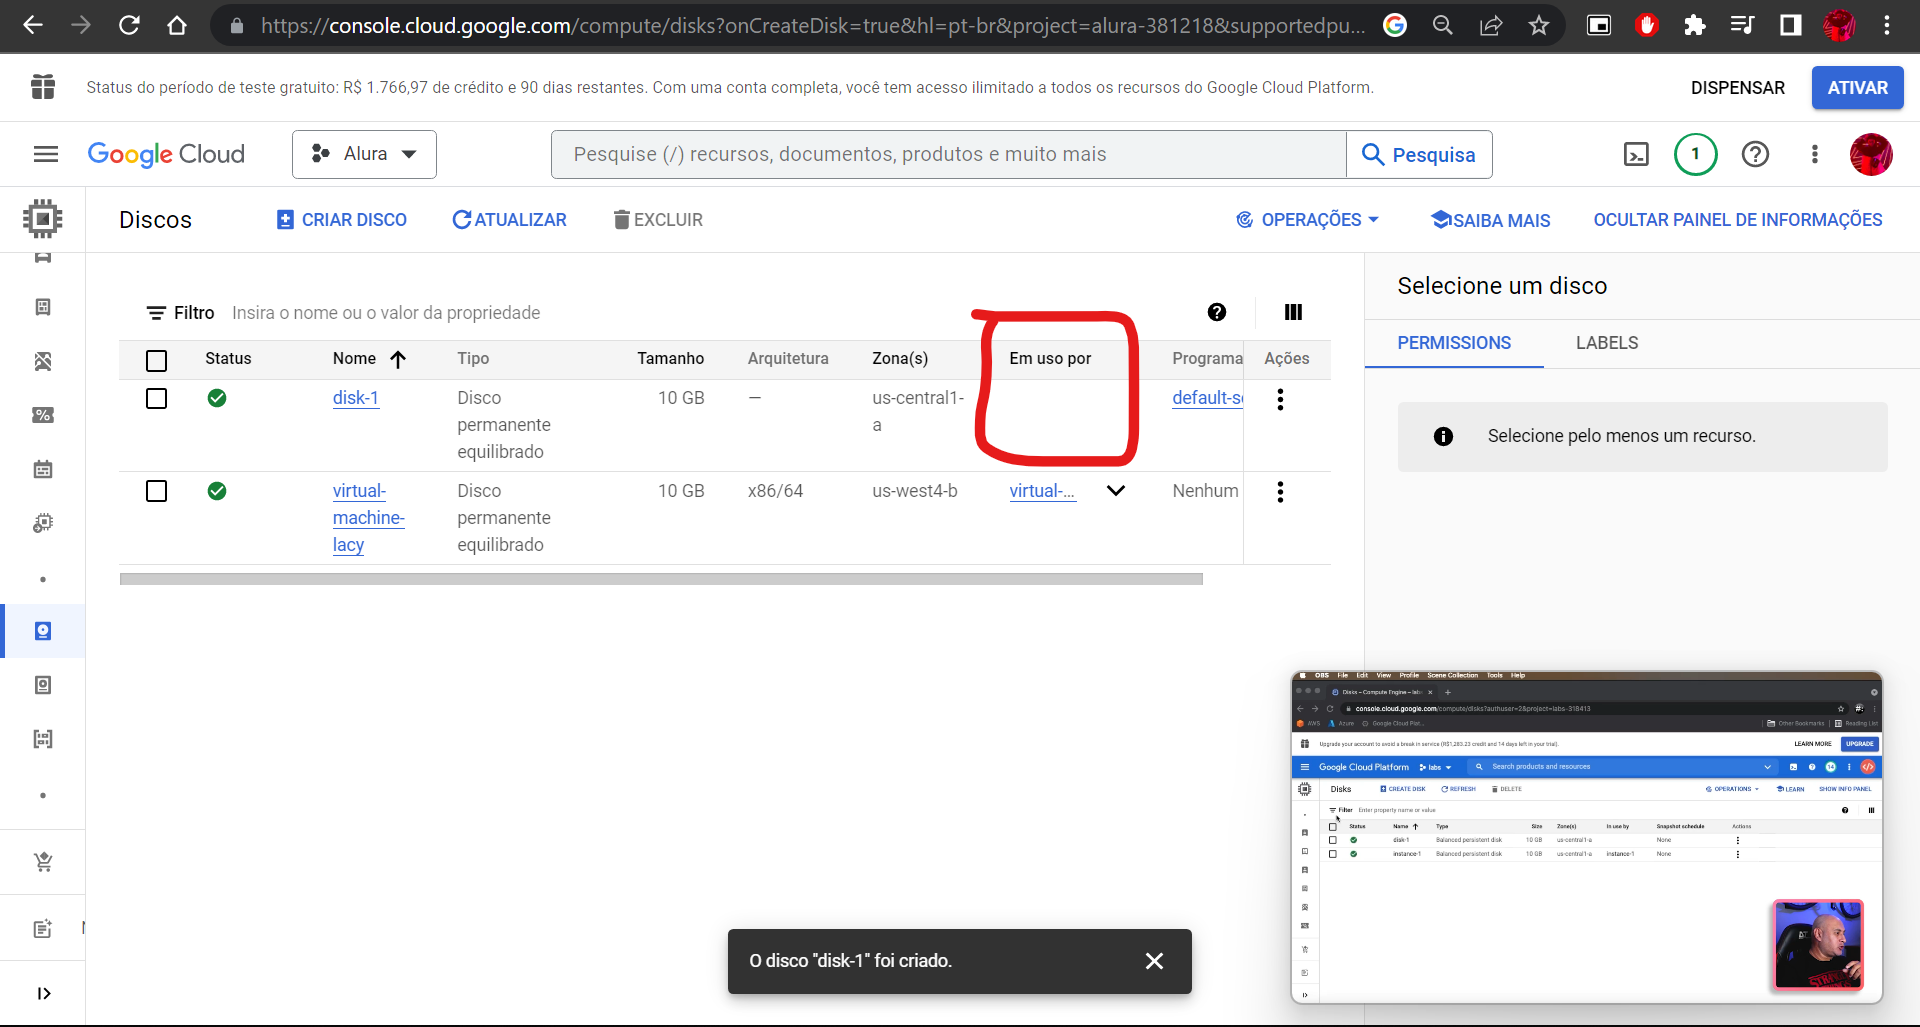 https://console.cloud.google.com/compute/disks?onCreateDisk=true&hl=pt-br&project=alura-381218&supportedpu...
Status do período de teste gratuito: R$ 1.766,97 de crédito e 90 dias restantes. Com uma conta completa, você tem acesso ilimitado a todos os recursos do Google Cloud Platform.
DISPENSAR
ATIVAR
Google Cloud
Alura
Pesquise (/) recursos, documentos, produtos e muito mais
Pesquisa
1
Discos
CRIAR DISCO
ATUALIZAR
EXCLUIR
OPERAÇÕES
SAIBA MAIS
OCULTAR PAINEL DE INFORMAÇÕES
Filtro Insira o nome ou o valor da propriedade
Status Nome Tipo Tamanho Arquitetura Zona(s) Em uso por Programa Ações
disk-1 Disco permanente equilibrado 10 GB — us-central1-a default-s
virtual-machine-lacy Disco permanente equilibrado 10 GB x86/64 us-west4-b virtual-... Nenhum
Selecione um disco
PERMISSIONS
LABELS
Selecione pelo menos um recurso.
O disco "disk-1" foi criado.
OBS File Edit View Profile Scene Collection Tools Help
Disks – Compute Engine – lab
console.cloud.google.com/compute/disks?authuser=2&project=labs-318413
AWS Azure Google Cloud Plat... Other Bookmarks Reading List
Upgrade your account to avoid a break in service (R$1,283.23 credit and 14 days left in your trial).
LEARN MORE
UPGRADE
Google Cloud Platform
labs
Search products and resources
Disks
CREATE DISK
REFRESH
DELETE
OPERATIONS
LEARN
SHOW INFO PANEL
Filter Enter property name or value
Status Name Type Size Zone(s) In use by Snapshot schedule Actions
disk-1 Balanced persistent disk 10 GB us-central1-a None
instance-1 Balanced persistent disk 10 GB us-central1-a instance-1 None